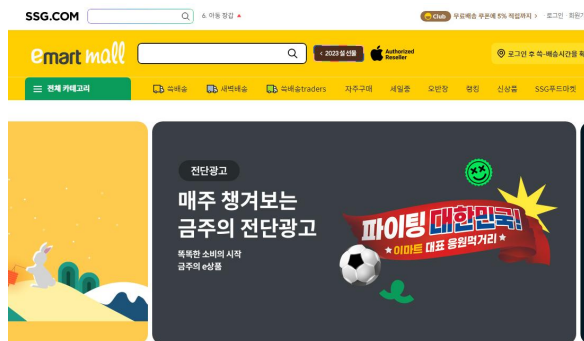 SSG.COM
6. 아동 장갑
Club 무료배송 쿠폰에 5% 적립까지 >
로그인
회원가
emart mall
< 2023 설 선물
Authorized
Reseller
로그인 후 쓱-배송시간을 확
전체 카테고리
쓱배송
새벽배송
쓱배송traders
자주구매
세일중
오반장
랭킹
신상품
SSG푸드마켓
전단광고
매주 챙겨보는
금주의 전단광고
똑똑한 소비의 시작
금주의 e상품
파이팅 대한민국!
이마트 대표 응원먹거리